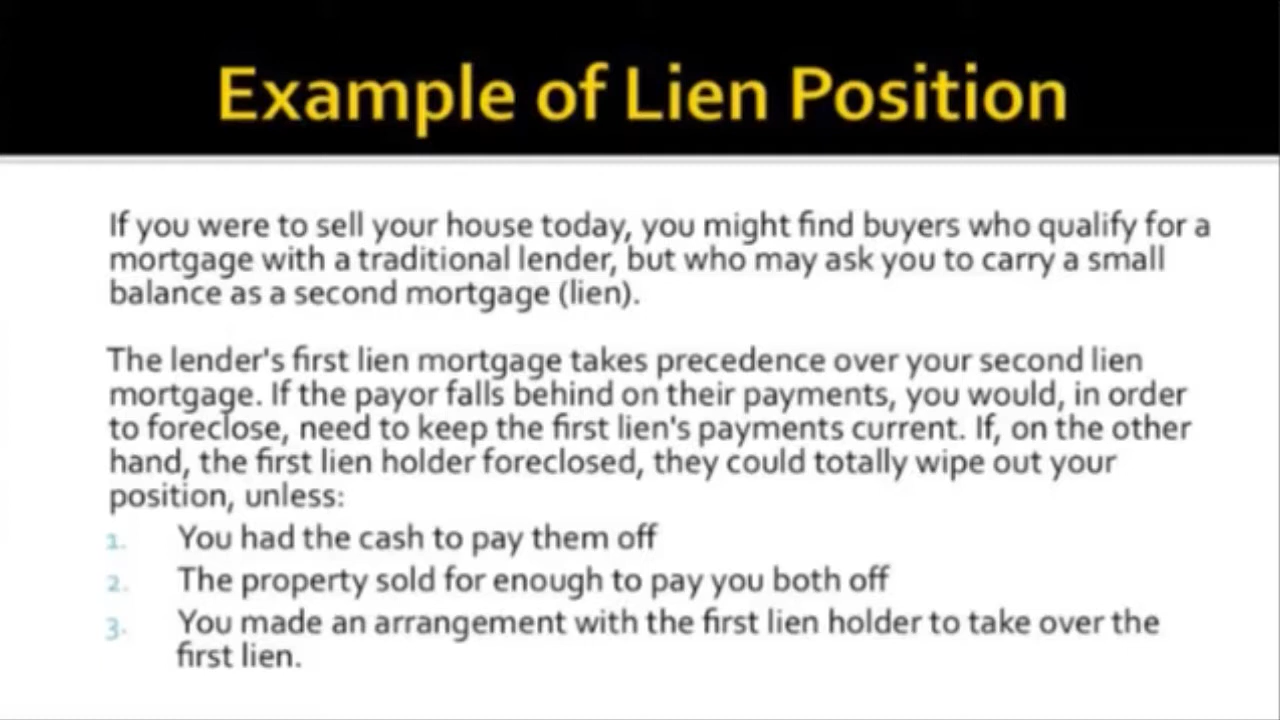 Example of Lien Position
If you were to sell your house today, you might find buyers who qualify for a
mortgage with a traditional lender, but who may ask you to carry a small
balance as a second mortgage (lien).
The lender's first lien mortgage takes precedence over your second lien
mortgage. If the payor falls behind on their payments, you would, in order
to foreclose, need to keep the first lien's payments current. If, on the other
hand, the first lien holder foreclosed, they could totally wipe out your
position, unless:
1. You had the cash to pay them off
2. The property sold for enough to pay you both off
3. You made an arrangement with the first lien holder to take over the
first lien.